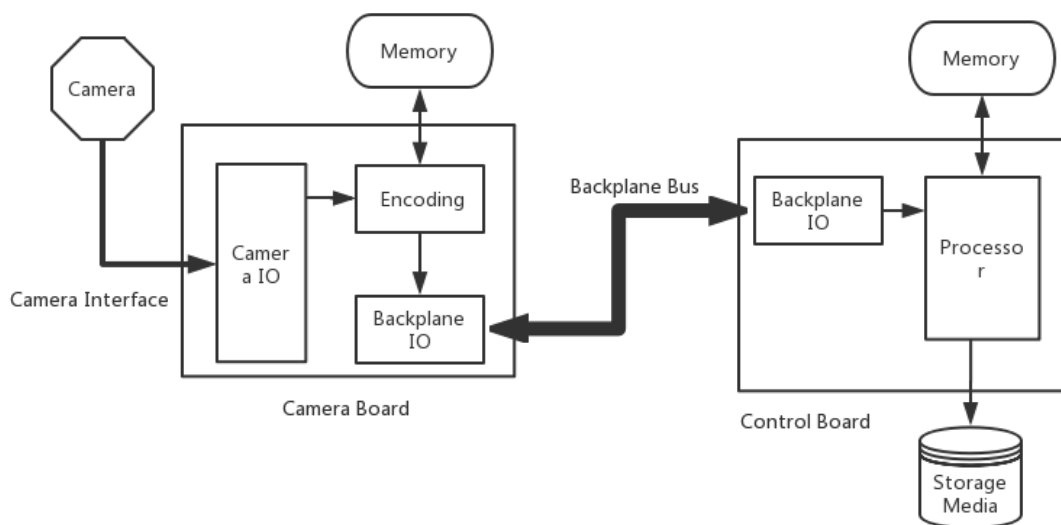 Camera
Memory
Memory
Camer
a IO
Encoding
Backplane
IO
Camera Interface
Camera Board
Backplane Bus
Backplane
IO
Processo
r
Control Board
Storage
Media